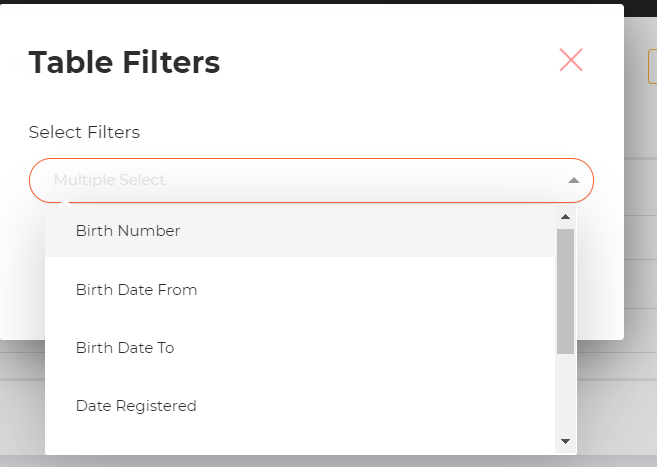 Table Filters
Select Filters
Multiple Select
Birth Number
Birth Date From
Birth Date To
Date Registered